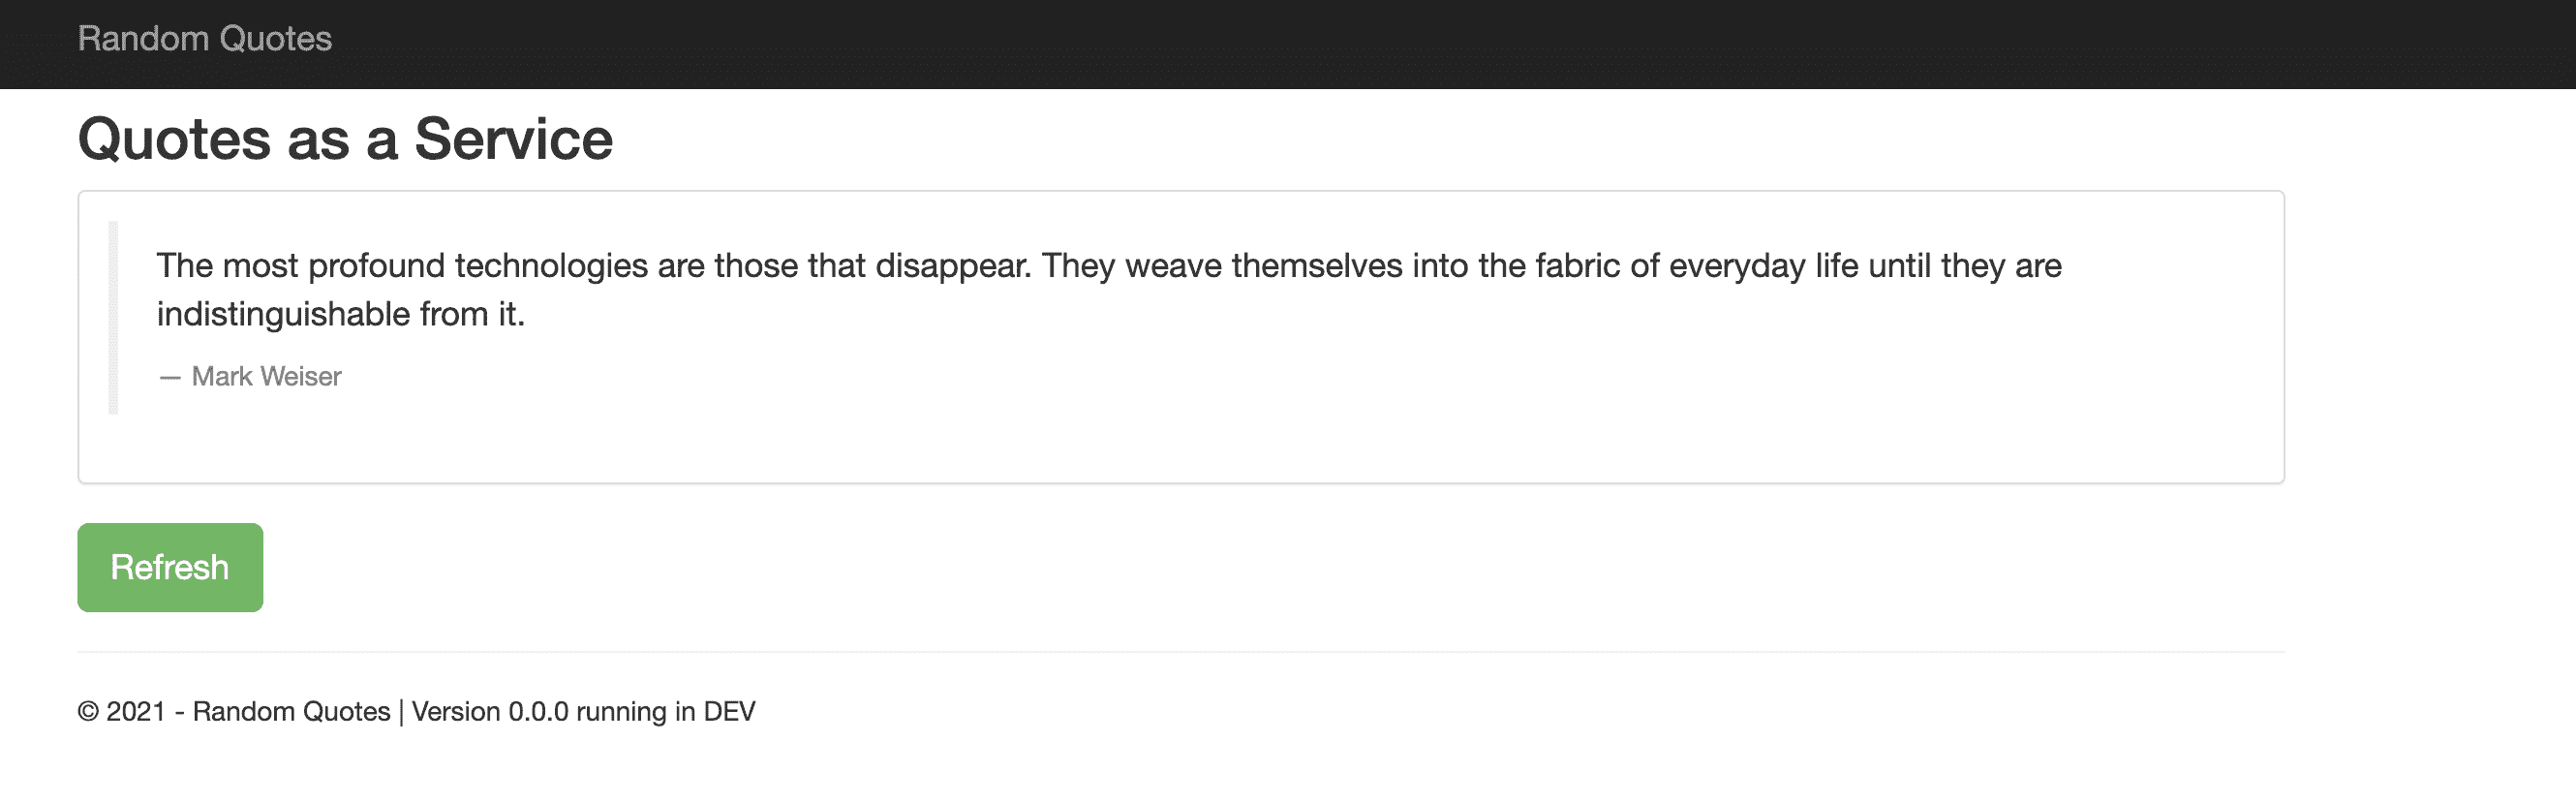 Random Quotes
Quotes as a Service
The most profound technologies are those that disappear. They weave themselves into the fabric of everyday life until they are
indistinguishable from it.
— Mark Weiser
Refresh
© 2021 - Random Quotes | Version 0.0.0 running in DEV